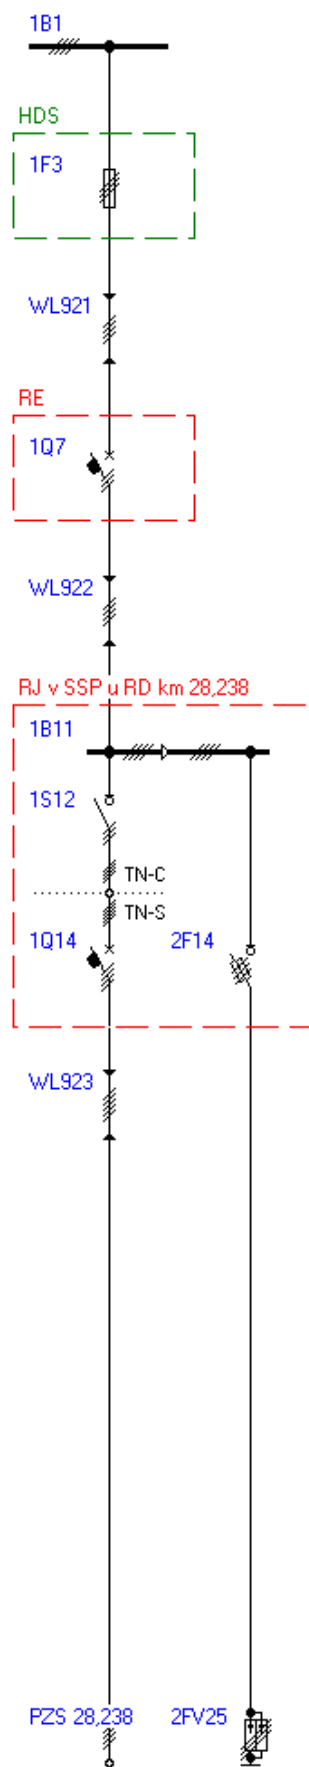 1B1
HDS
1F3
WL921
RE
1Q7
WL922
RJ v SSP u RD km 28,238
1B11
1S12
TN-C
TN-S
1Q14
2F14
WL923
PZS 28,238
2FV25